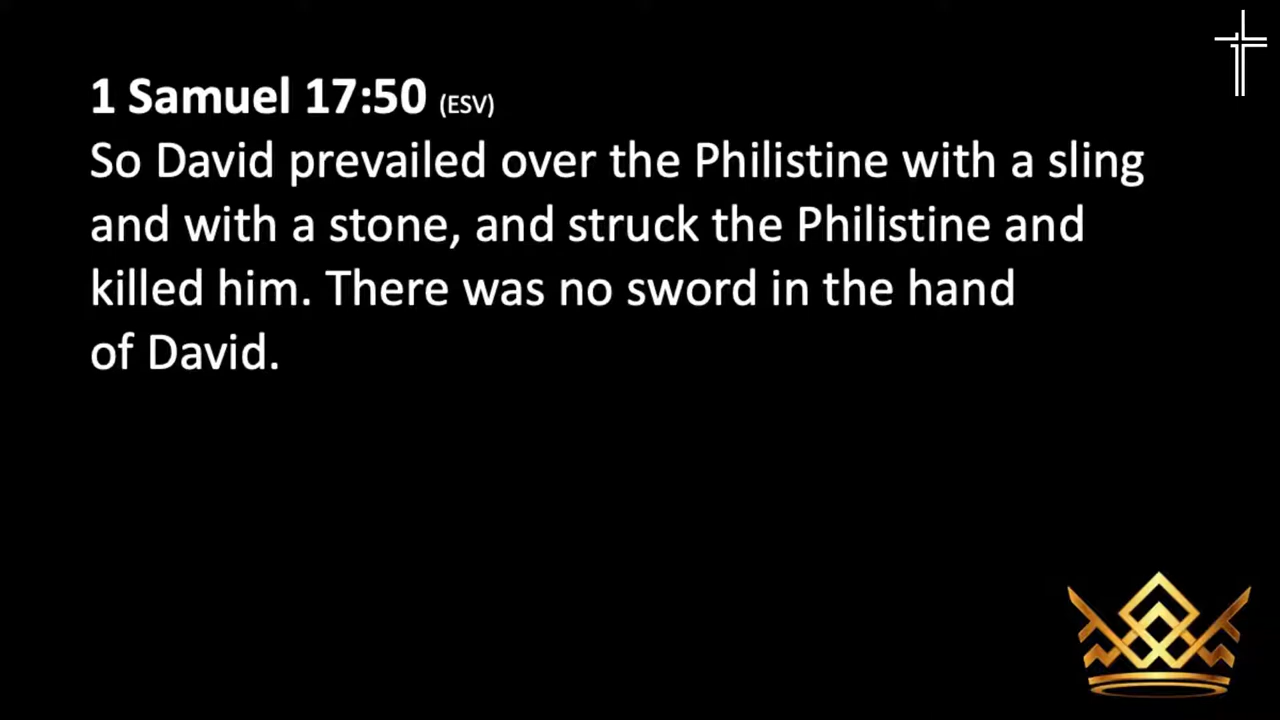 1 Samuel 17:50 (ESV)
So David prevailed over the Philistine with a sling
and with a stone, and struck the Philistine and
killed him. There was no sword in the hand
of David.